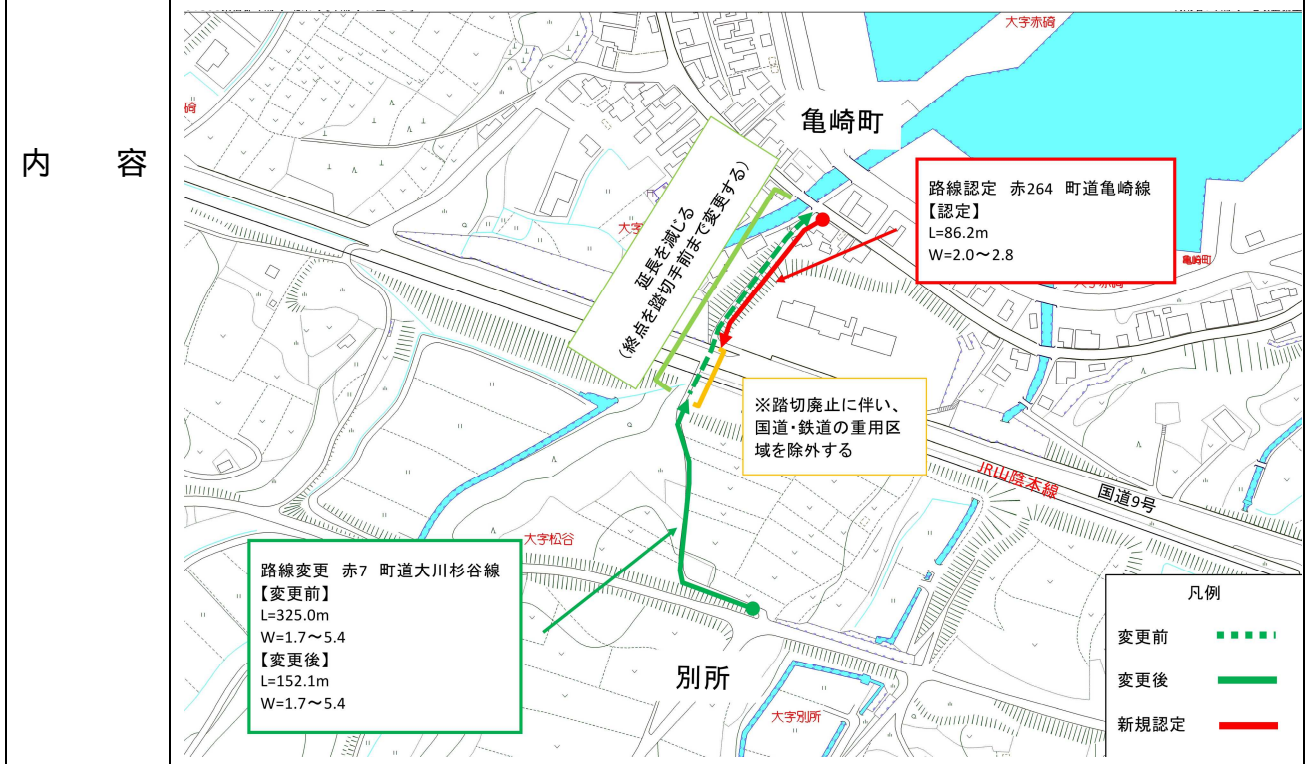 内 容
大字赤碕
碕
亀崎町
大字
延長を減じる
(終点を踏切手前まで変更する)
路線認定 赤264 町道亀崎線
【認定】
L=86.2m
W=2.0～2.8
亀崎町
大字赤碕
※踏切廃止に伴い、
国道・鉄道の重用区
域を除外する
JR山陰本線
国道9号
大字松谷
路線変更 赤7 町道大川杉谷線
【変更前】
L=325.0m
W=1.7～5.4
【変更後】
L=152.1m
W=1.7～5.4
別所
大字別所
凡例
変更前
変更後
新規認定